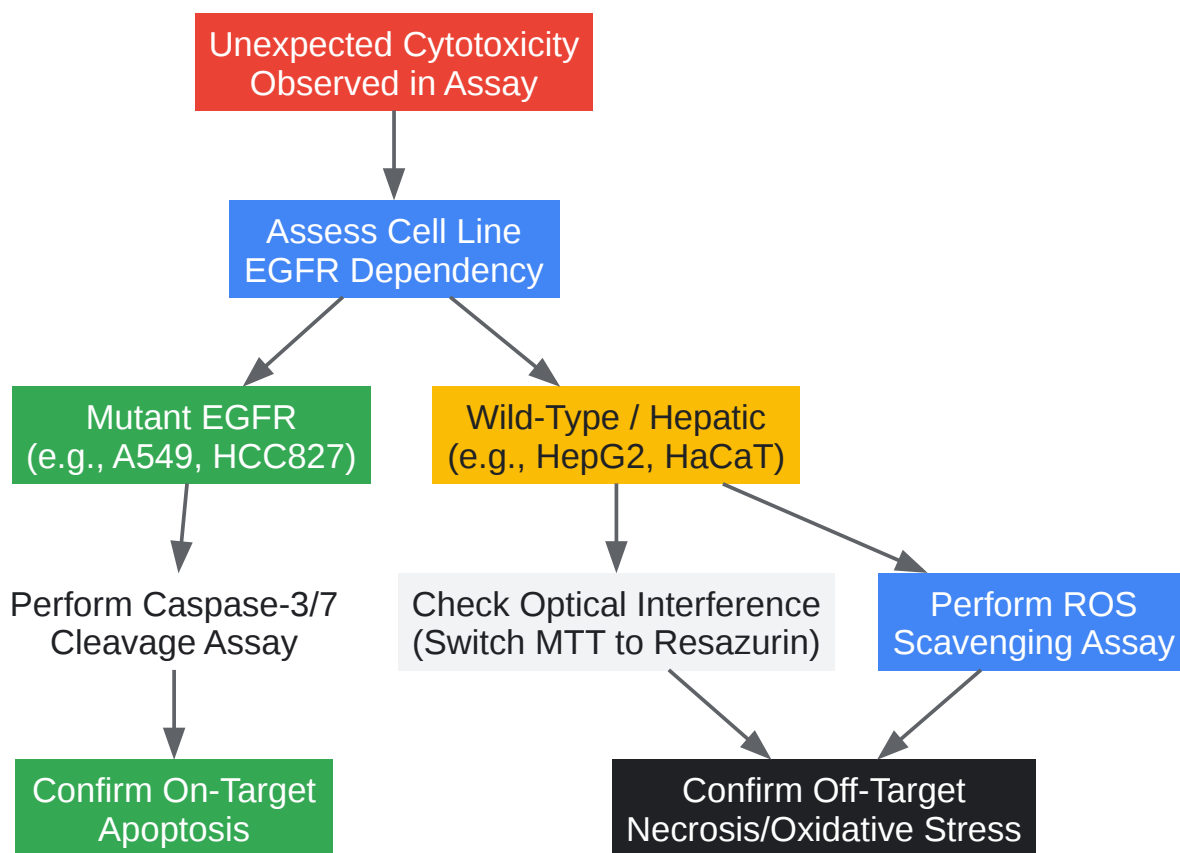 Unexpected Cytotoxicity
Observed in Assay
Assess Cell Line
EGFR Dependency
Mutant EGFR
(e.g., A549, HCC827)
Wild-Type / Hepatic
(e.g., HepG2, HaCaT)
Perform Caspase-3/7
Cleavage Assay
Check Optical Interference
(Switch MTT to Resazurin)
Perform ROS
Scavenging Assay
Confirm On-Target
Apoptosis
Confirm Off-Target
Necrosis/Oxidative Stress